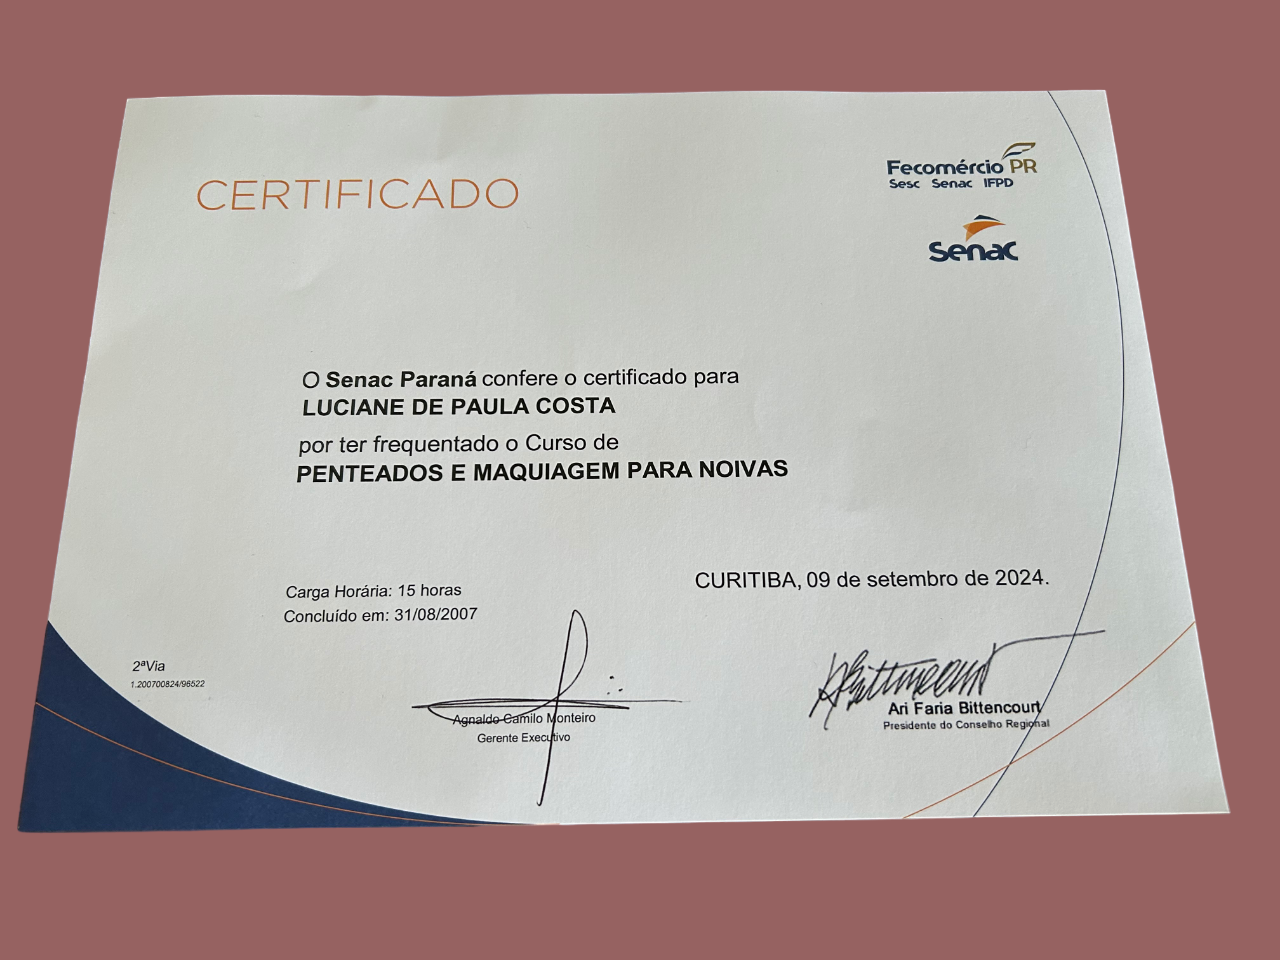 CERTIFICADO
Fecomércio PR
Sesc Senac IFPD
Senac
O Senac Paraná confere o certificado para
LUCIANE DE PAULA COSTA
por ter frequentado o Curso de
PENTEADOS E MAQUIAGEM PARA NOIVAS
CURITIBA, 09 de setembro de 2024.
Carga Horária: 15 horas
Concluído em: 31/08/2007
2ªVia
1.200700824/96522
Agnaldo Camilo Monteiro
Gerente Executivo
Ari Faria Bittencourt
Presidente do Conselho Regional